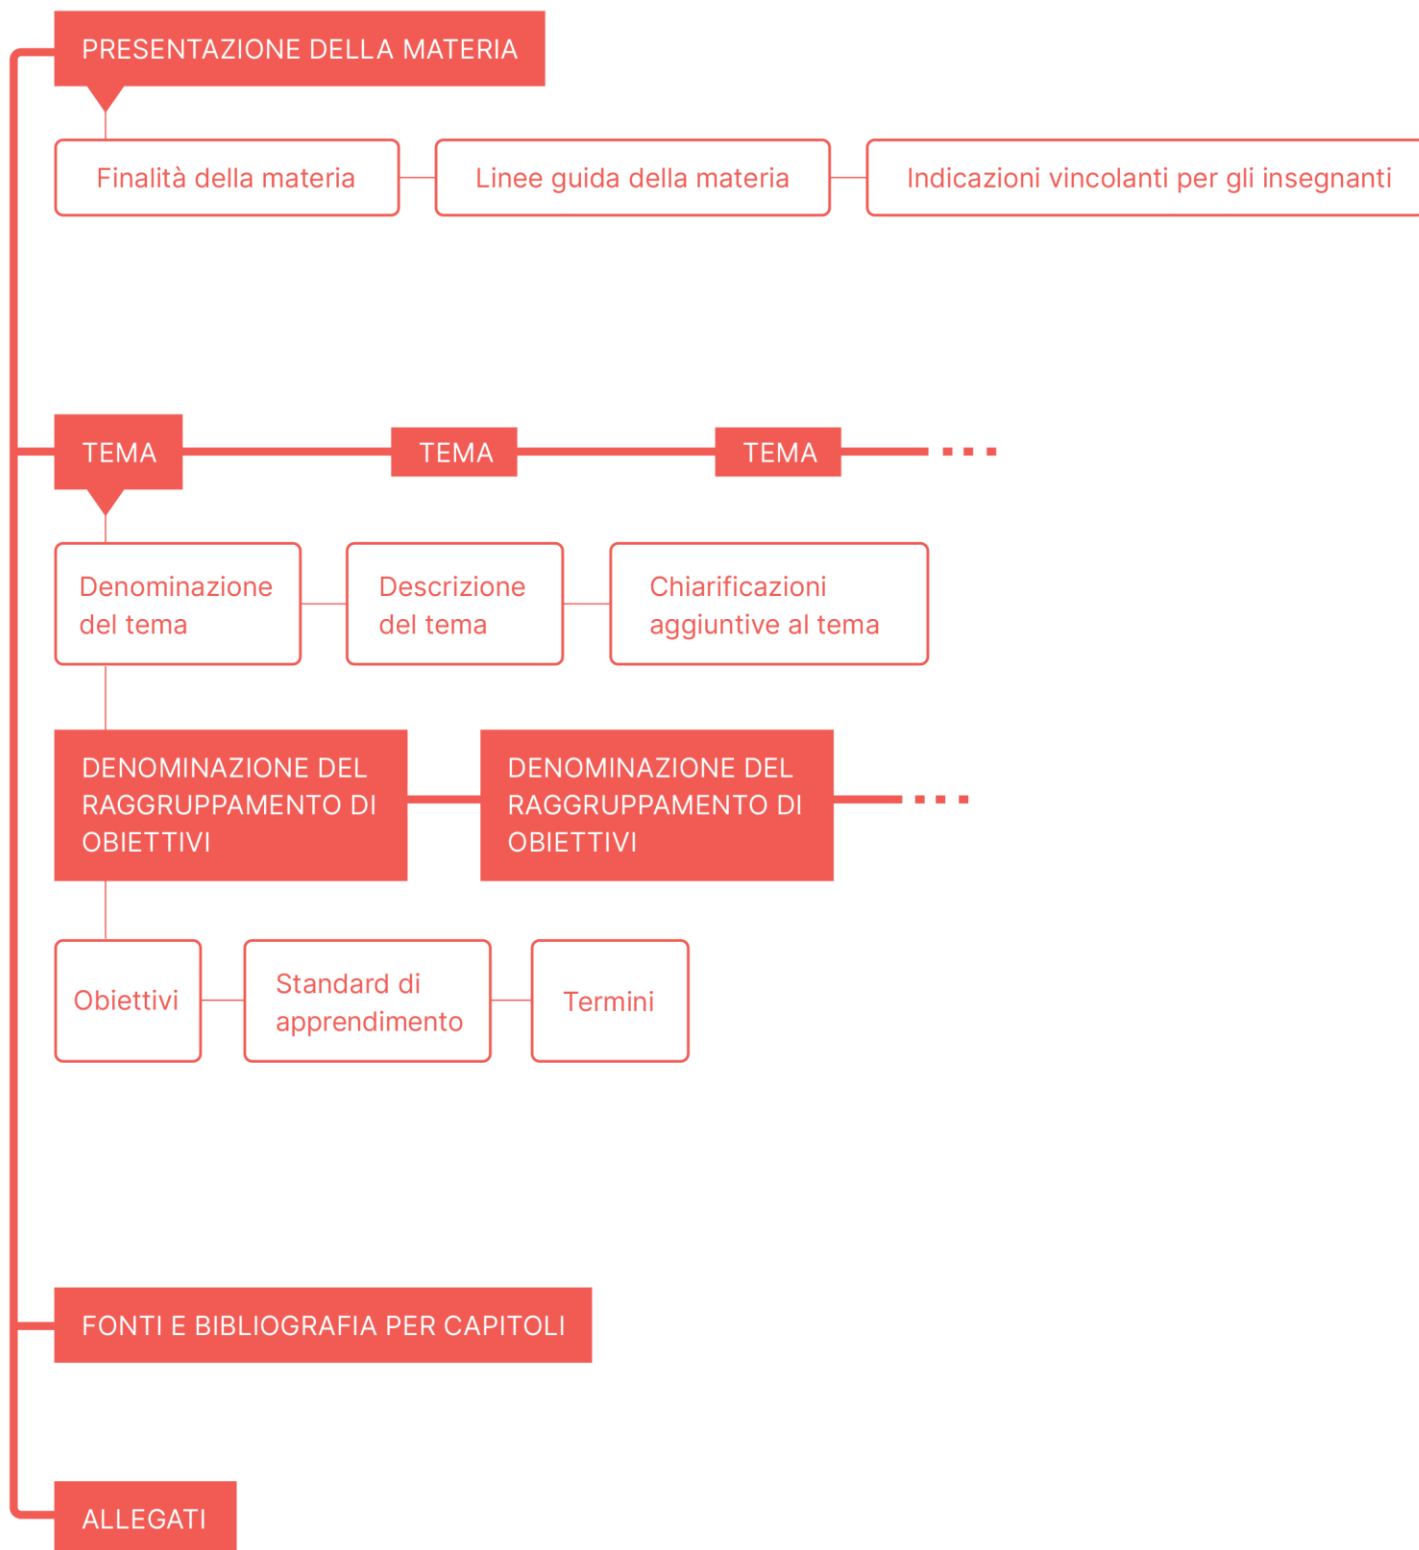 PRESENTAZIONE DELLA MATERIA
Finalità della materia
Linee guida della materia
Indicazioni vincolanti per gli insegnanti
TEMA
TEMA
TEMA
Denominazione
del tema
Descrizione
del tema
Chiarificazioni
aggiuntive al tema
DENOMINAZIONE DEL
RAGGRUPPAMENTO DI
OBIETTIVI
DENOMINAZIONE DEL
RAGGRUPPAMENTO DI
OBIETTIVI
Obiettivi
Standard di
apprendimento
Termini
FONTI E BIBLIOGRAFIA PER CAPITOLI
ALLEGATI